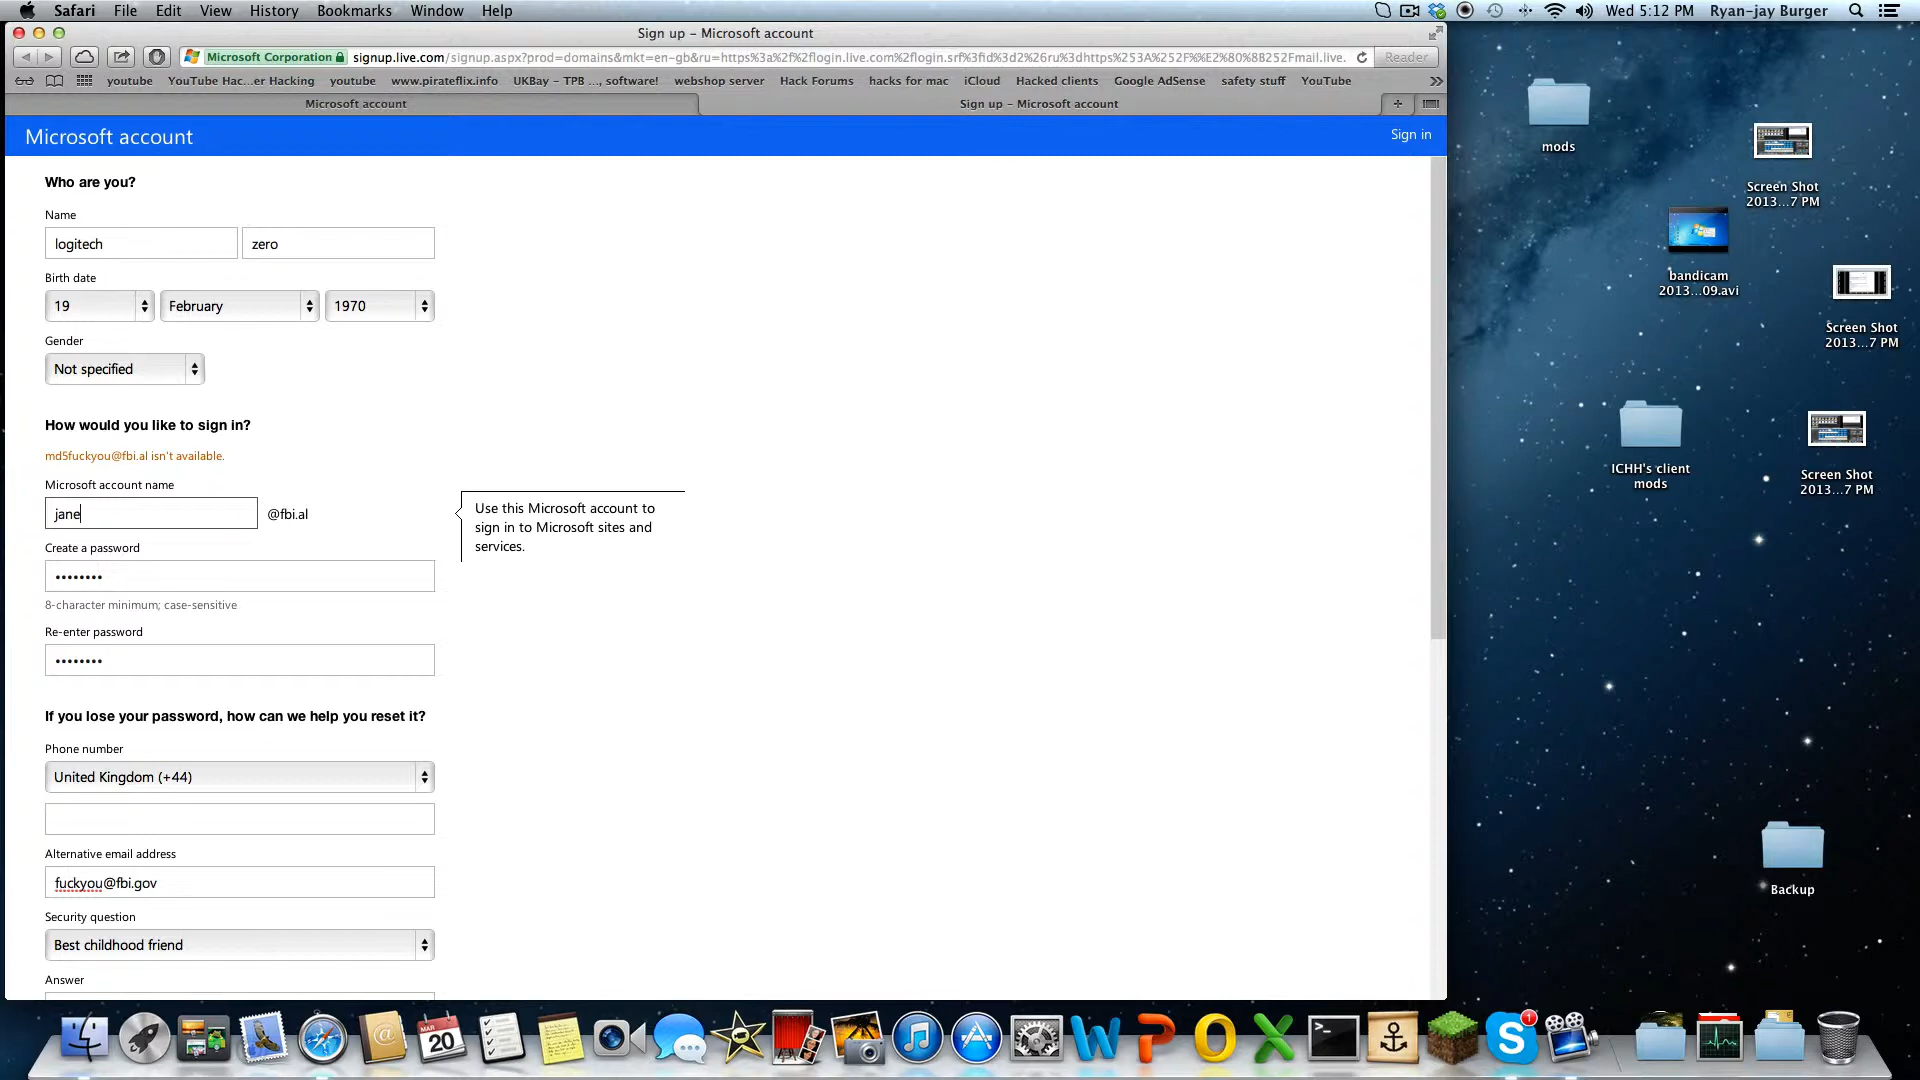 Safari File Edit View History Bookmarks Window Help
Wed 5:12 PM Ryan-jay Burger
Sign up – Microsoft account
Microsoft Corporation signup.live.com/signup.aspx?prod=domains&mkt=en-gb&ru=https%3a%2f%2flogin.live.com%2flogin.srf%3fid%3d2%26ru%3dhttps%253A%252F%%E2%80%8B%252Fmail.live. Reader
youtube YouTube Hac...er Hacking youtube www.pirateflix.info UKBay - TPB ..., software! webshop server Hack Forums hacks for mac iCloud Hacked clients Google AdSense safety stuff YouTube
Microsoft account Sign up – Microsoft account
Microsoft account Sign in
Who are you?
Name
logitech zero
Birth date
19 February 1970
Gender
Not specified
How would you like to sign in?
md5fuckyou@fbi.al isn't available.
Microsoft account name
jane @fbi.al
Use this Microsoft account to
sign in to Microsoft sites and
services.
Create a password
8-character minimum; case-sensitive
Re-enter password
If you lose your password, how can we help you reset it?
Phone number
United Kingdom (+44)
Alternative email address
fuckyou@fbi.gov
Security question
Best childhood friend
Answer
mods
Screen Shot
2013...7 PM
bandicam
2013...09.avi
Screen Shot
2013...7 PM
ICHH's client
mods
Screen Shot
2013...7 PM
Backup
MAR
20
1